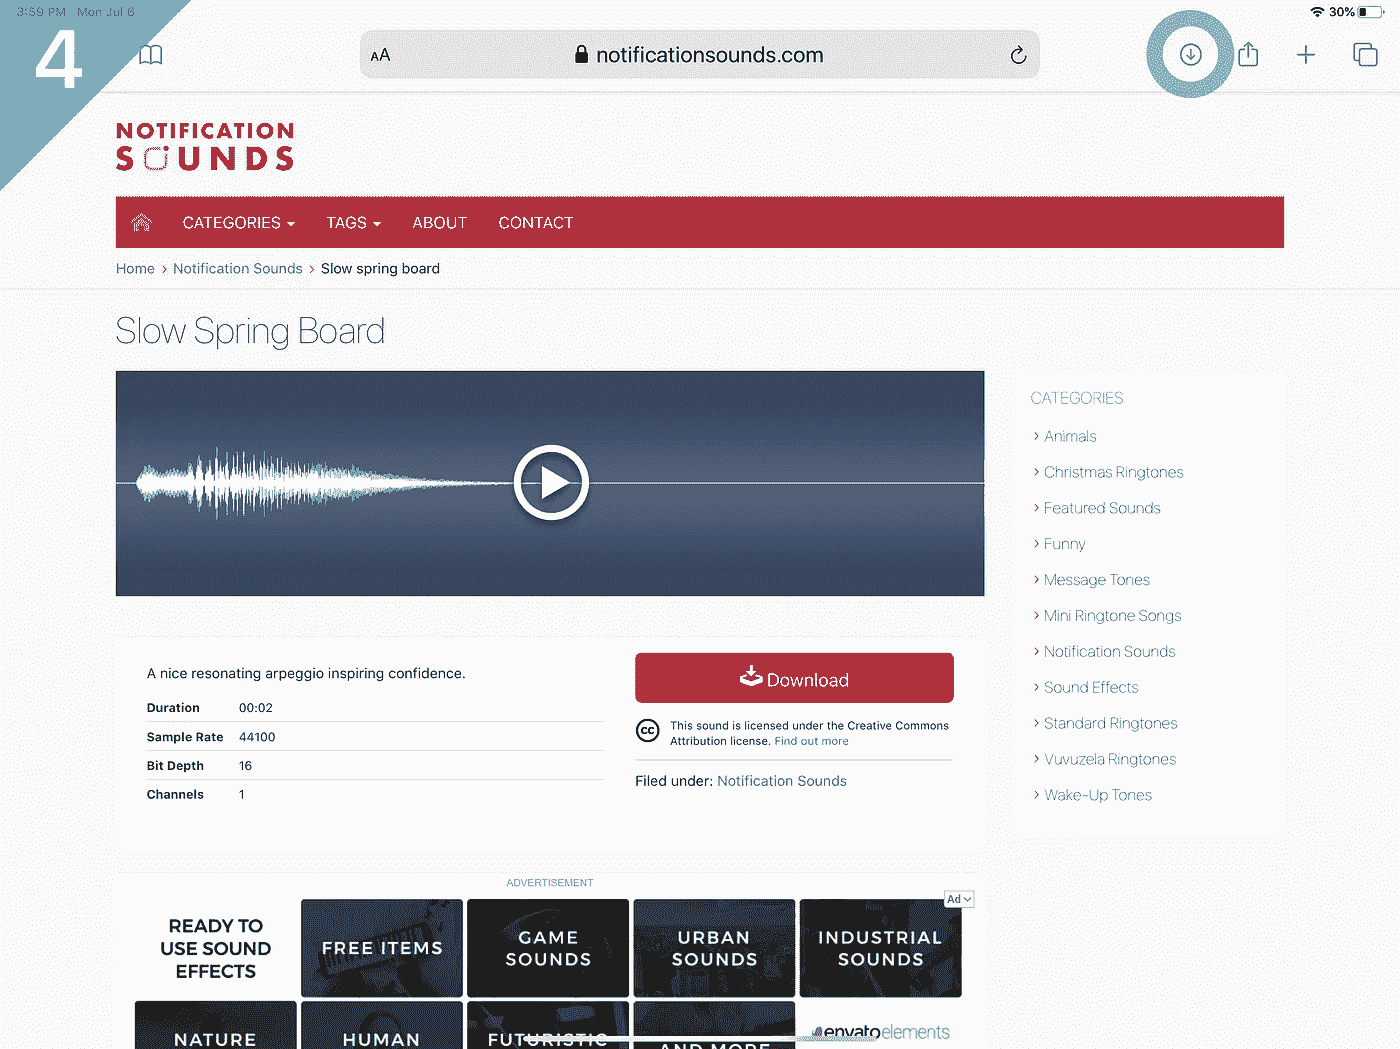 3:59 PM Mon Jul 6
30%
4
AA
notificationsounds.com
NOTIFICATION
SOUNDS
CATEGORIES
TAGS
ABOUT
CONTACT
Home › Notification Sounds › Slow spring board
Slow Spring Board
CATEGORIES
› Animals
› Christmas Ringtones
› Featured Sounds
› Funny
› Message Tones
› Mini Ringtone Songs
› Notification Sounds
› Sound Effects
› Standard Ringtones
› Vuvuzela Ringtones
› Wake-Up Tones
A nice resonating arpeggio inspiring confidence.
Duration 00:02
Sample Rate 44100
Bit Depth 16
Channels 1
Download
cc
This sound is licensed under the Creative Commons
Attribution license. Find out more
Filed under: Notification Sounds
ADVERTISEMENT
Ad
READY TO
USE SOUND
EFFECTS
FREE ITEMS
GAME
SOUNDS
URBAN
SOUNDS
INDUSTRIAL
SOUNDS
NATURE
HUMAN
FUTURISTIC
AND MORE
envatoelements